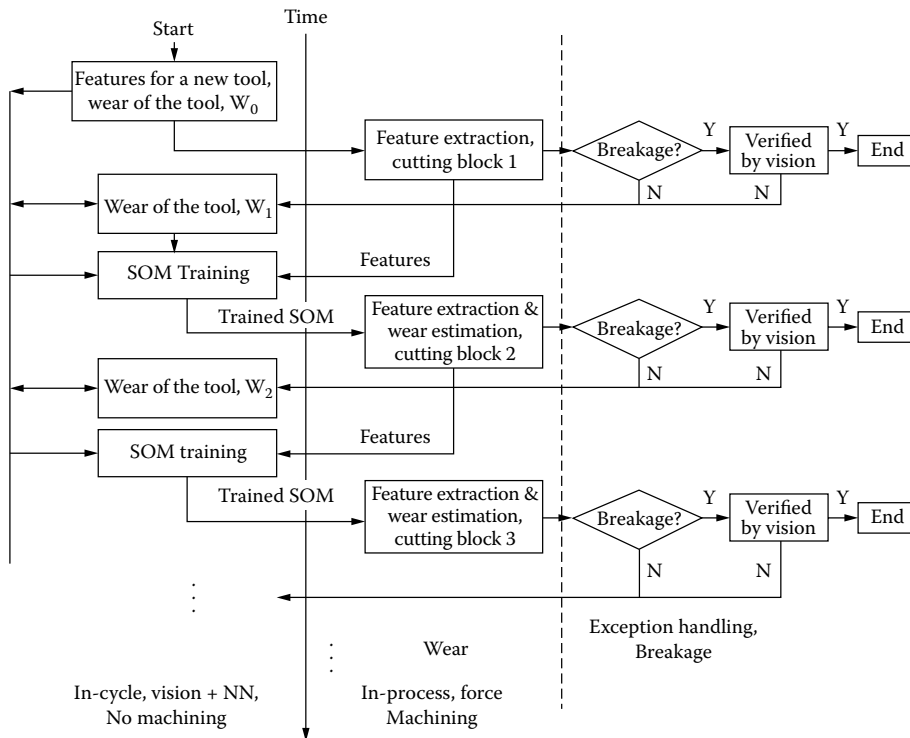 Time
Start
Features for a new tool,
wear of the tool, W0
Feature extraction,
cutting block 1
Breakage?
Y
Verified
by vision
Y
End
N
N
Wear of the tool, W1
SOM Training
Features
Trained SOM
Feature extraction &
wear estimation,
cutting block 2
Breakage?
Y
Verified
by vision
Y
End
N
N
Wear of the tool, W2
Features
SOM training
Trained SOM
Feature extraction &
wear estimation,
cutting block 3
Breakage?
Y
Verified
by vision
Y
End
N
N
Exception handling,
Breakage
Wear
In-cycle, vision + NN,
No machining
In-process, force
Machining